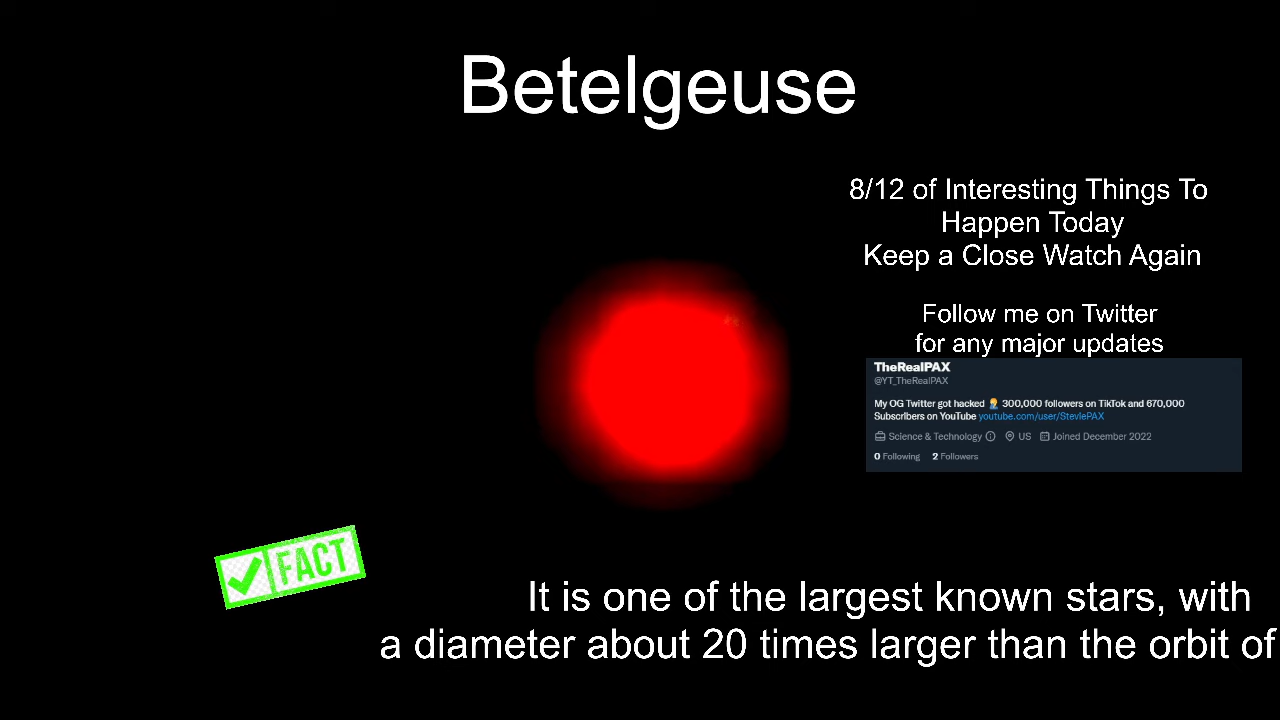 Betelgeuse
8/12 of Interesting Things To
Happen Today
Keep a Close Watch Again
Follow me on Twitter
for any major updates
TheRealPAX
@YT_TheRealPAX
My OG Twitter got hacked 🤦 300,000 followers on TikTok and 670,000
Subscribers on YouTube youtube.com/user/SteviePAX
Science & Technology US Joined December 2022
0 Following 2 Followers
FACT
It is one of the largest known stars, with
a diameter about 20 times larger than the orbit of